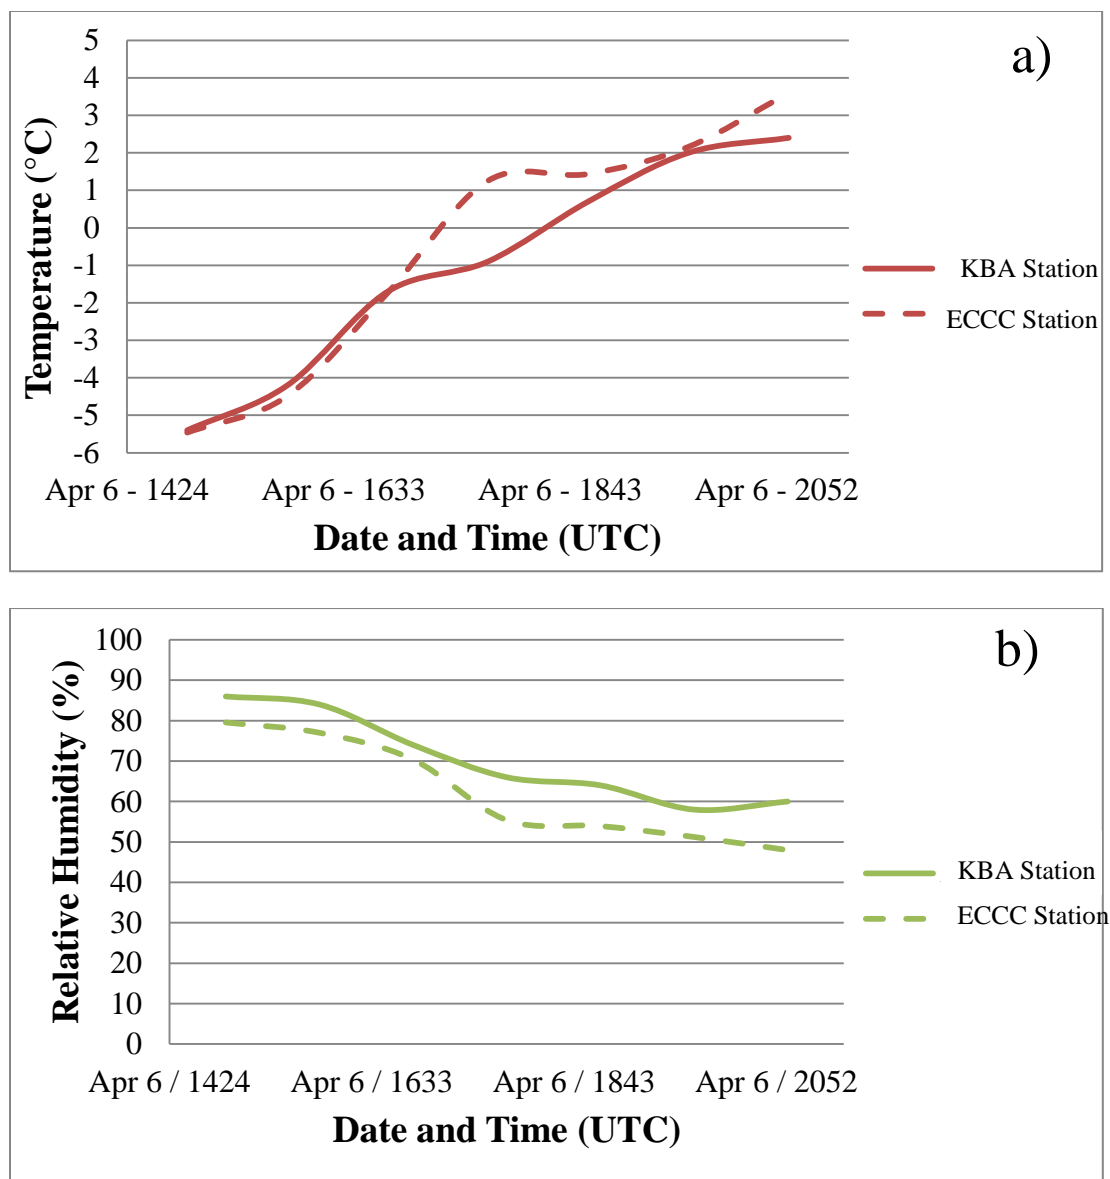 a)
5
4
3
2
1
0
-1
-2
-3
-4
-5
-6
Temperature (°C)
KBA Station
ECCC Station
Apr 6 - 1424 Apr 6 - 1633 Apr 6 - 1843 Apr 6 - 2052
Date and Time (UTC)
b)
100
90
80
70
60
50
40
30
20
10
0
Relative Humidity (%)
KBA Station
ECCC Station
Apr 6 / 1424 Apr 6 / 1633 Apr 6 / 1843 Apr 6 / 2052
Date and Time (UTC)